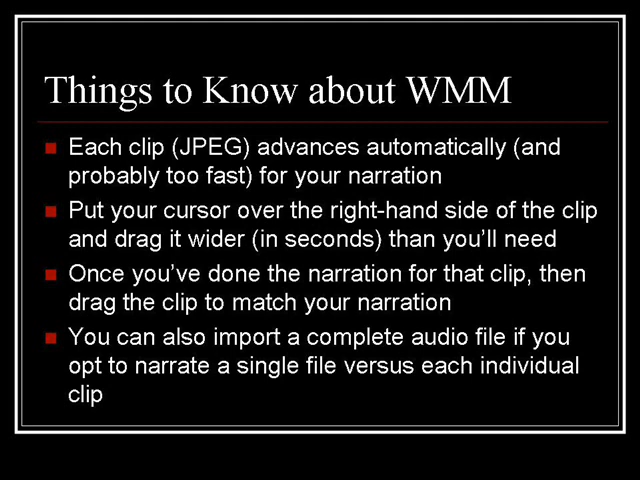 Things to Know about WMM
Each clip (JPEG) advances automatically (and
probably too fast) for your narration
Put your cursor over the right-hand side of the clip
and drag it wider (in seconds) than you'll need
Once you've done the narration for that clip, then
drag the clip to match your narration
You can also import a complete audio file if you
opt to narrate a single file versus each individual
clip